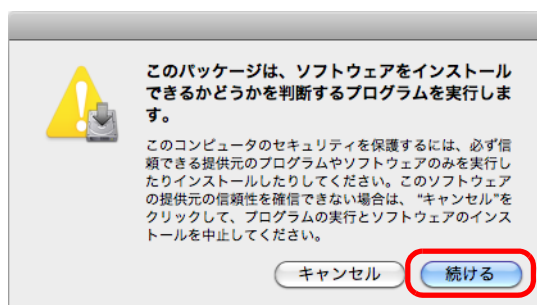 このパッケージは、ソフトウェアをインストール
できるかどうかを判断するプログラムを実行しま
す。
このコンピュータのセキュリティを保護するには、必ず信
頼できる提供元のプログラムやソフトウェアのみを実行し
たりインストールしたりしてください。このソフトウェア
の提供元の信頼性を確信できない場合は、 “キャンセル”を
クリックして、プログラムの実行とソフトウェアのインス
トールを中止してください。
キャンセル
続ける